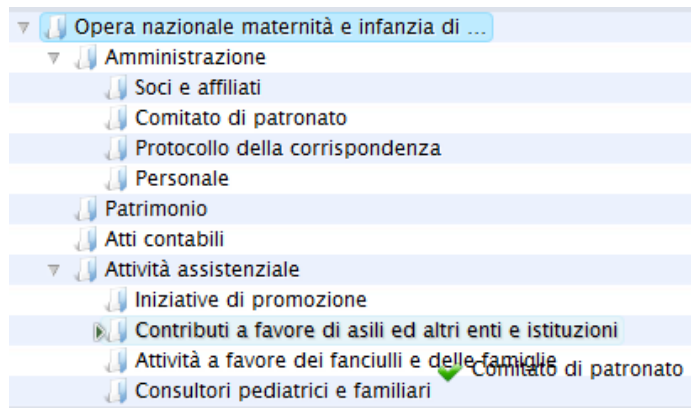 Opera nazionale maternità e infanzia di ...
Amministrazione
Soci e affiliati
Comitato di patronato
Protocollo della corrispondenza
Personale
Patrimonio
Atti contabili
Attività assistenziale
Iniziative di promozione
Contributi a favore di asili ed altri enti e istituzioni
Attività a favore dei fanciulli e delle famiglie
Comitato di patronato
Consultori pediatrici e familiari